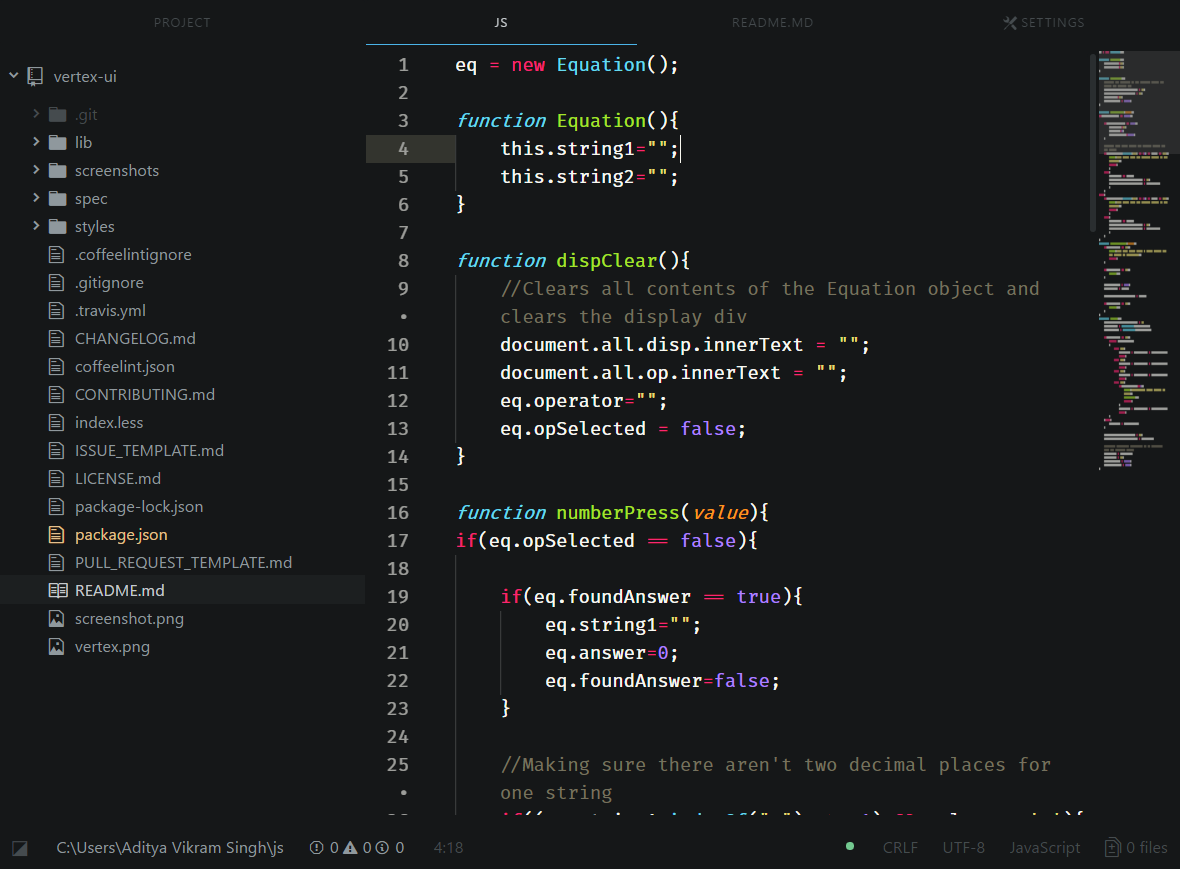 PROJECT
JS
README.MD
SETTINGS
vertex-ui
.git
lib
screenshots
spec
styles
.coffeelintignore
.gitignore
.travis.yml
CHANGELOG.md
coffeelint.json
CONTRIBUTING.md
index.less
ISSUE_TEMPLATE.md
LICENSE.md
package-lock.json
package.json
PULL_REQUEST_TEMPLATE.md
README.md
screenshot.png
vertex.png
1 eq = new Equation();
2
3 function Equation(){
4 this.string1="";
5 this.string2="";
6 }
7
8 function dispClear(){
9 //Clears all contents of the Equation object and
• clears the display div
10 document.all.disp.innerText = "";
11 document.all.op.innerText = "";
12 eq.operator="";
13 eq.opSelected = false;
14 }
15
16 function numberPress(value){
17 if(eq.opSelected == false){
18
19 if(eq.foundAnswer == true){
20 eq.string1="";
21 eq.answer=0;
22 eq.foundAnswer=false;
23 }
24
25 //Making sure there aren't two decimal places for
• one string
C:\Users\Aditya Vikram Singh\js
0 0 0
4:18
CRLF
UTF-8
JavaScript
0 files